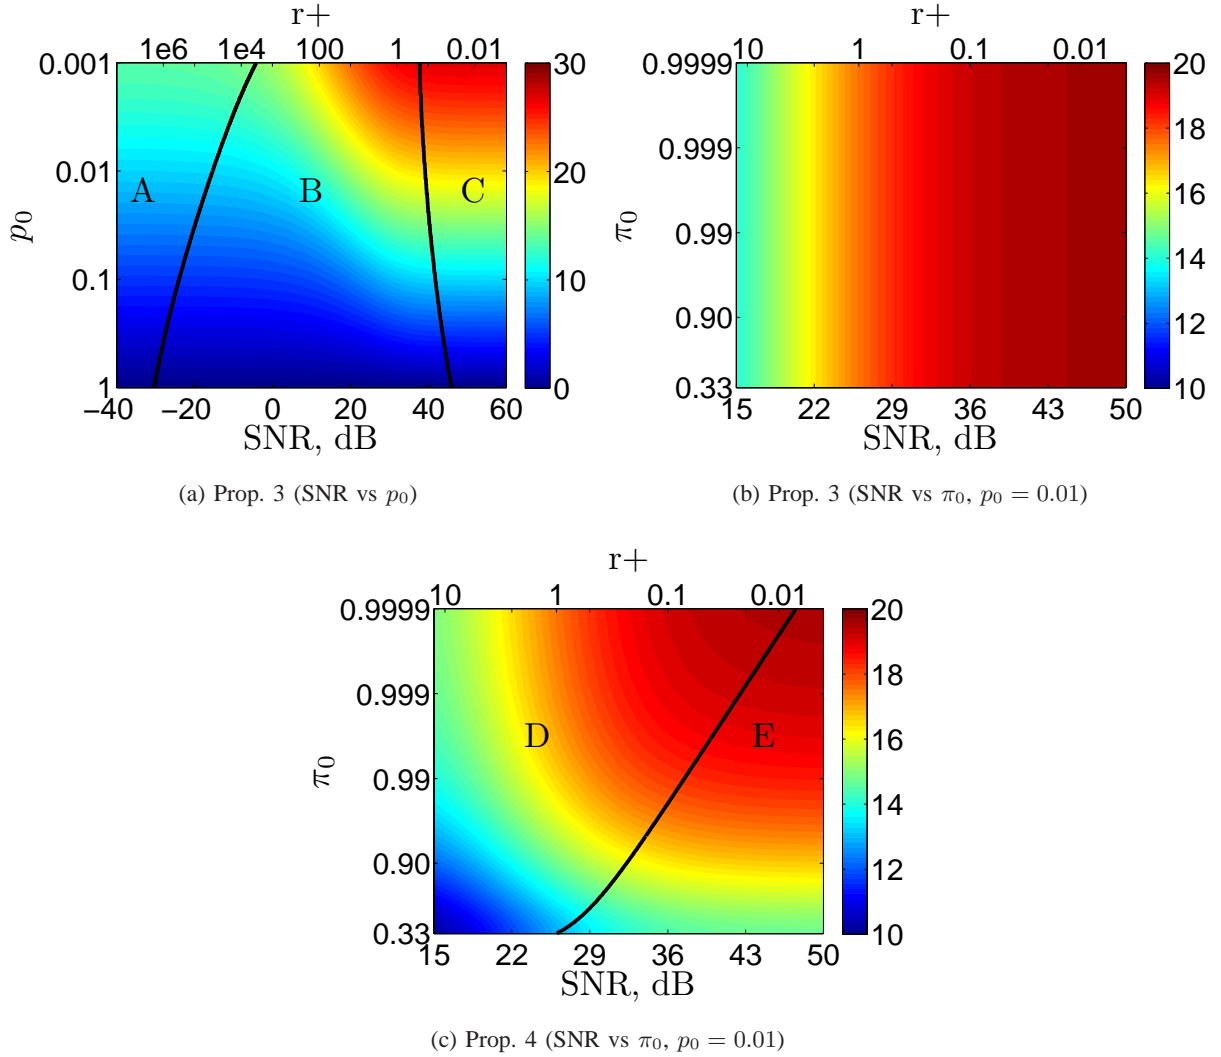 r+
1e6 1e4 100 1 0.01
0.001
0.01
0.1
1
p0
A B C
30
20
10
0
−40 −20 0 20 40 60
SNR, dB
(a) Prop. 3 (SNR vs p0)
r+
10 1 0.1 0.01
0.9999
0.999
0.99
0.90
0.33
π0
20
18
16
14
12
10
15 22 29 36 43 50
SNR, dB
(b) Prop. 3 (SNR vs π0, p0 = 0.01)
r+
10 1 0.1 0.01
0.9999
0.999
0.99
0.90
0.33
π0
D E
20
18
16
14
12
10
15 22 29 36 43 50
SNR, dB
(c) Prop. 4 (SNR vs π0, p0 = 0.01)